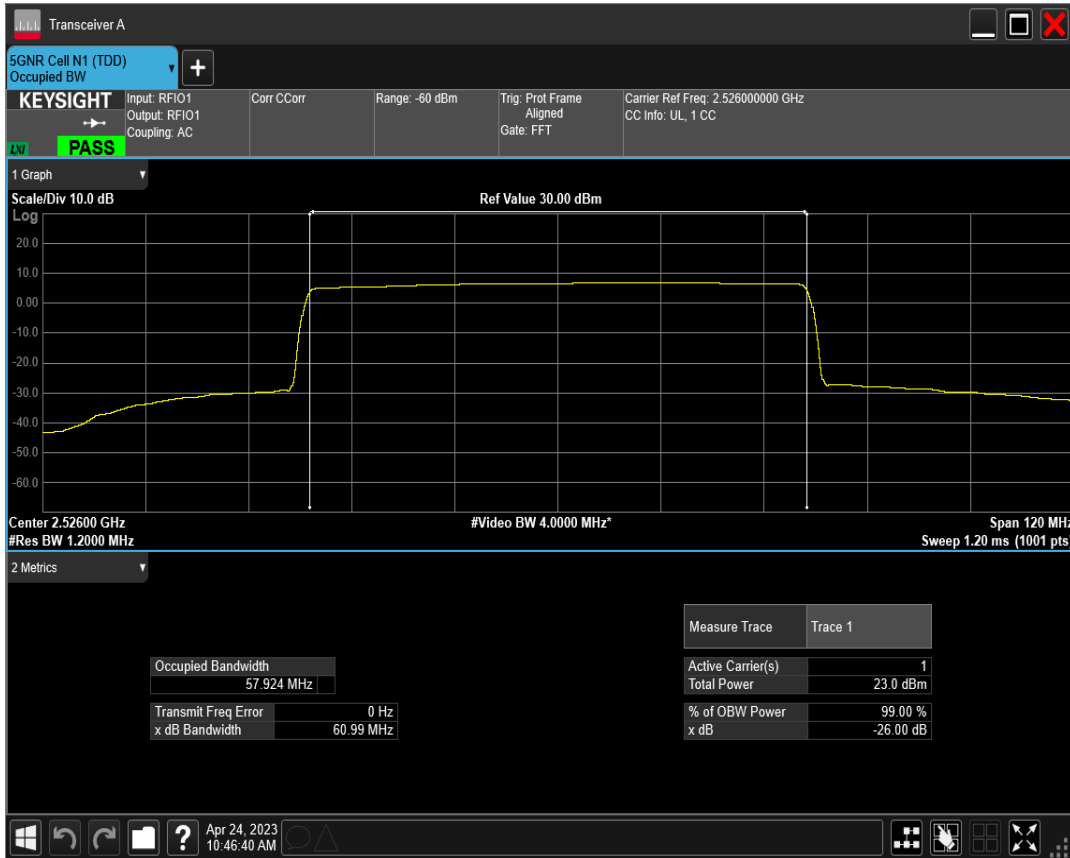 Transceiver A
5GNR Cell N1 (TDD)
Occupied BW
+
KEYSIGHT
LXI
PASS
Input: RFIO1
Output: RFIO1
Coupling: AC
Corr CCorr
Range: -60 dBm
Trig: Prot Frame
Aligned
Gate: FFT
Carrier Ref Freq: 2.526000000 GHz
CC Info: UL, 1 CC
1 Graph
Scale/Div 10.0 dB
Ref Value 30.00 dBm
Log
20.0
10.0
0.00
-10.0
-20.0
-30.0
-40.0
-50.0
-60.0
Center 2.52600 GHz
#Video BW 4.0000 MHz*
Span 120 MHz
#Res BW 1.2000 MHz
Sweep 1.20 ms (1001 pts)
2 Metrics
Measure Trace Trace 1
Occupied Bandwidth
57.924 MHz
Active Carrier(s) 1
Total Power 23.0 dBm
Transmit Freq Error 0 Hz
x dB Bandwidth 60.99 MHz
% of OBW Power 99.00 %
x dB -26.00 dB
?
Apr 24, 2023
10:46:40 AM